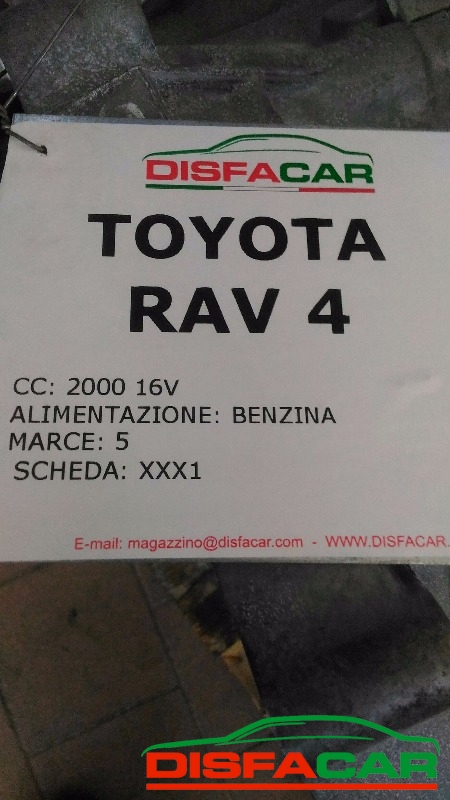 DISFACAR
TOYOTA
RAV 4
CC: 2000 16V
ALIMENTAZIONE: BENZINA
MARCE: 5
SCHEDA: XXX1
E-mail: magazzino@disfacar.com - WWW.DISFACAR.
DISFACAR